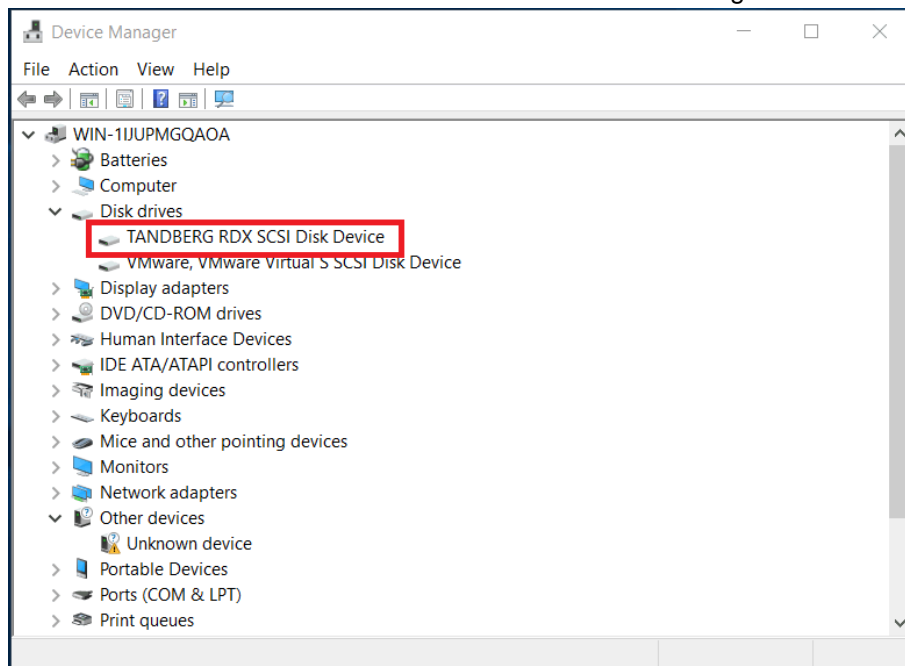 Device Manager
File Action View Help
WIN-1IJUPMGQAOA
Batteries
Computer
Disk drives
TANDBERG RDX SCSI Disk Device
VMware, VMware Virtual S SCSI Disk Device
Display adapters
DVD/CD-ROM drives
Human Interface Devices
IDE ATA/ATAPI controllers
Imaging devices
Keyboards
Mice and other pointing devices
Monitors
Network adapters
Other devices
Unknown device
Portable Devices
Ports (COM & LPT)
Print queues